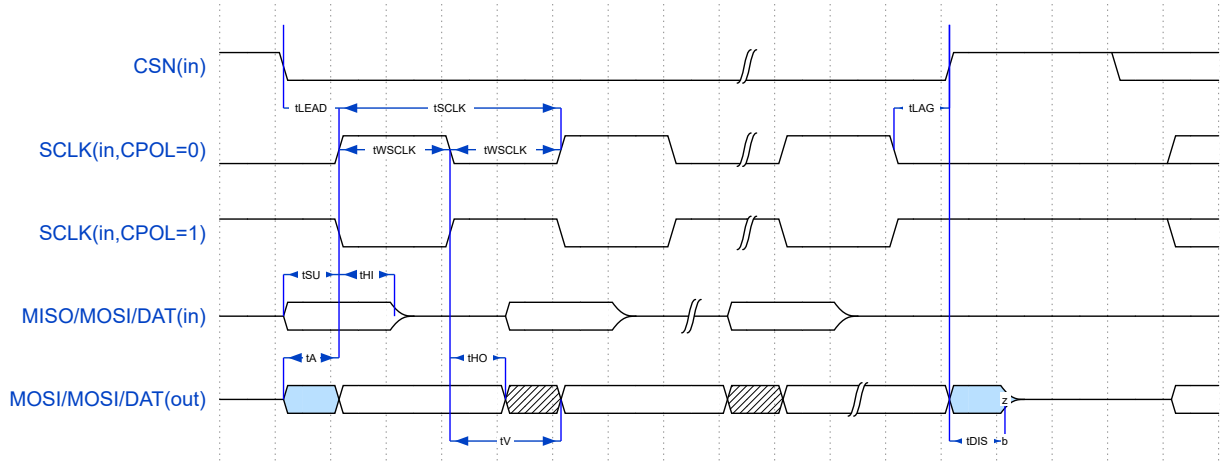 CSN(in)
tLEAD
tSCLK
tLAG
SCLK(in,CPOL=0)
tWSCLK
tWSCLK
SCLK(in,CPOL=1)
tSU
tHI
MISO/MOSI/DAT(in)
tA
tHO
MOSI/MOSI/DAT(out)
z
tV
tDIS
b